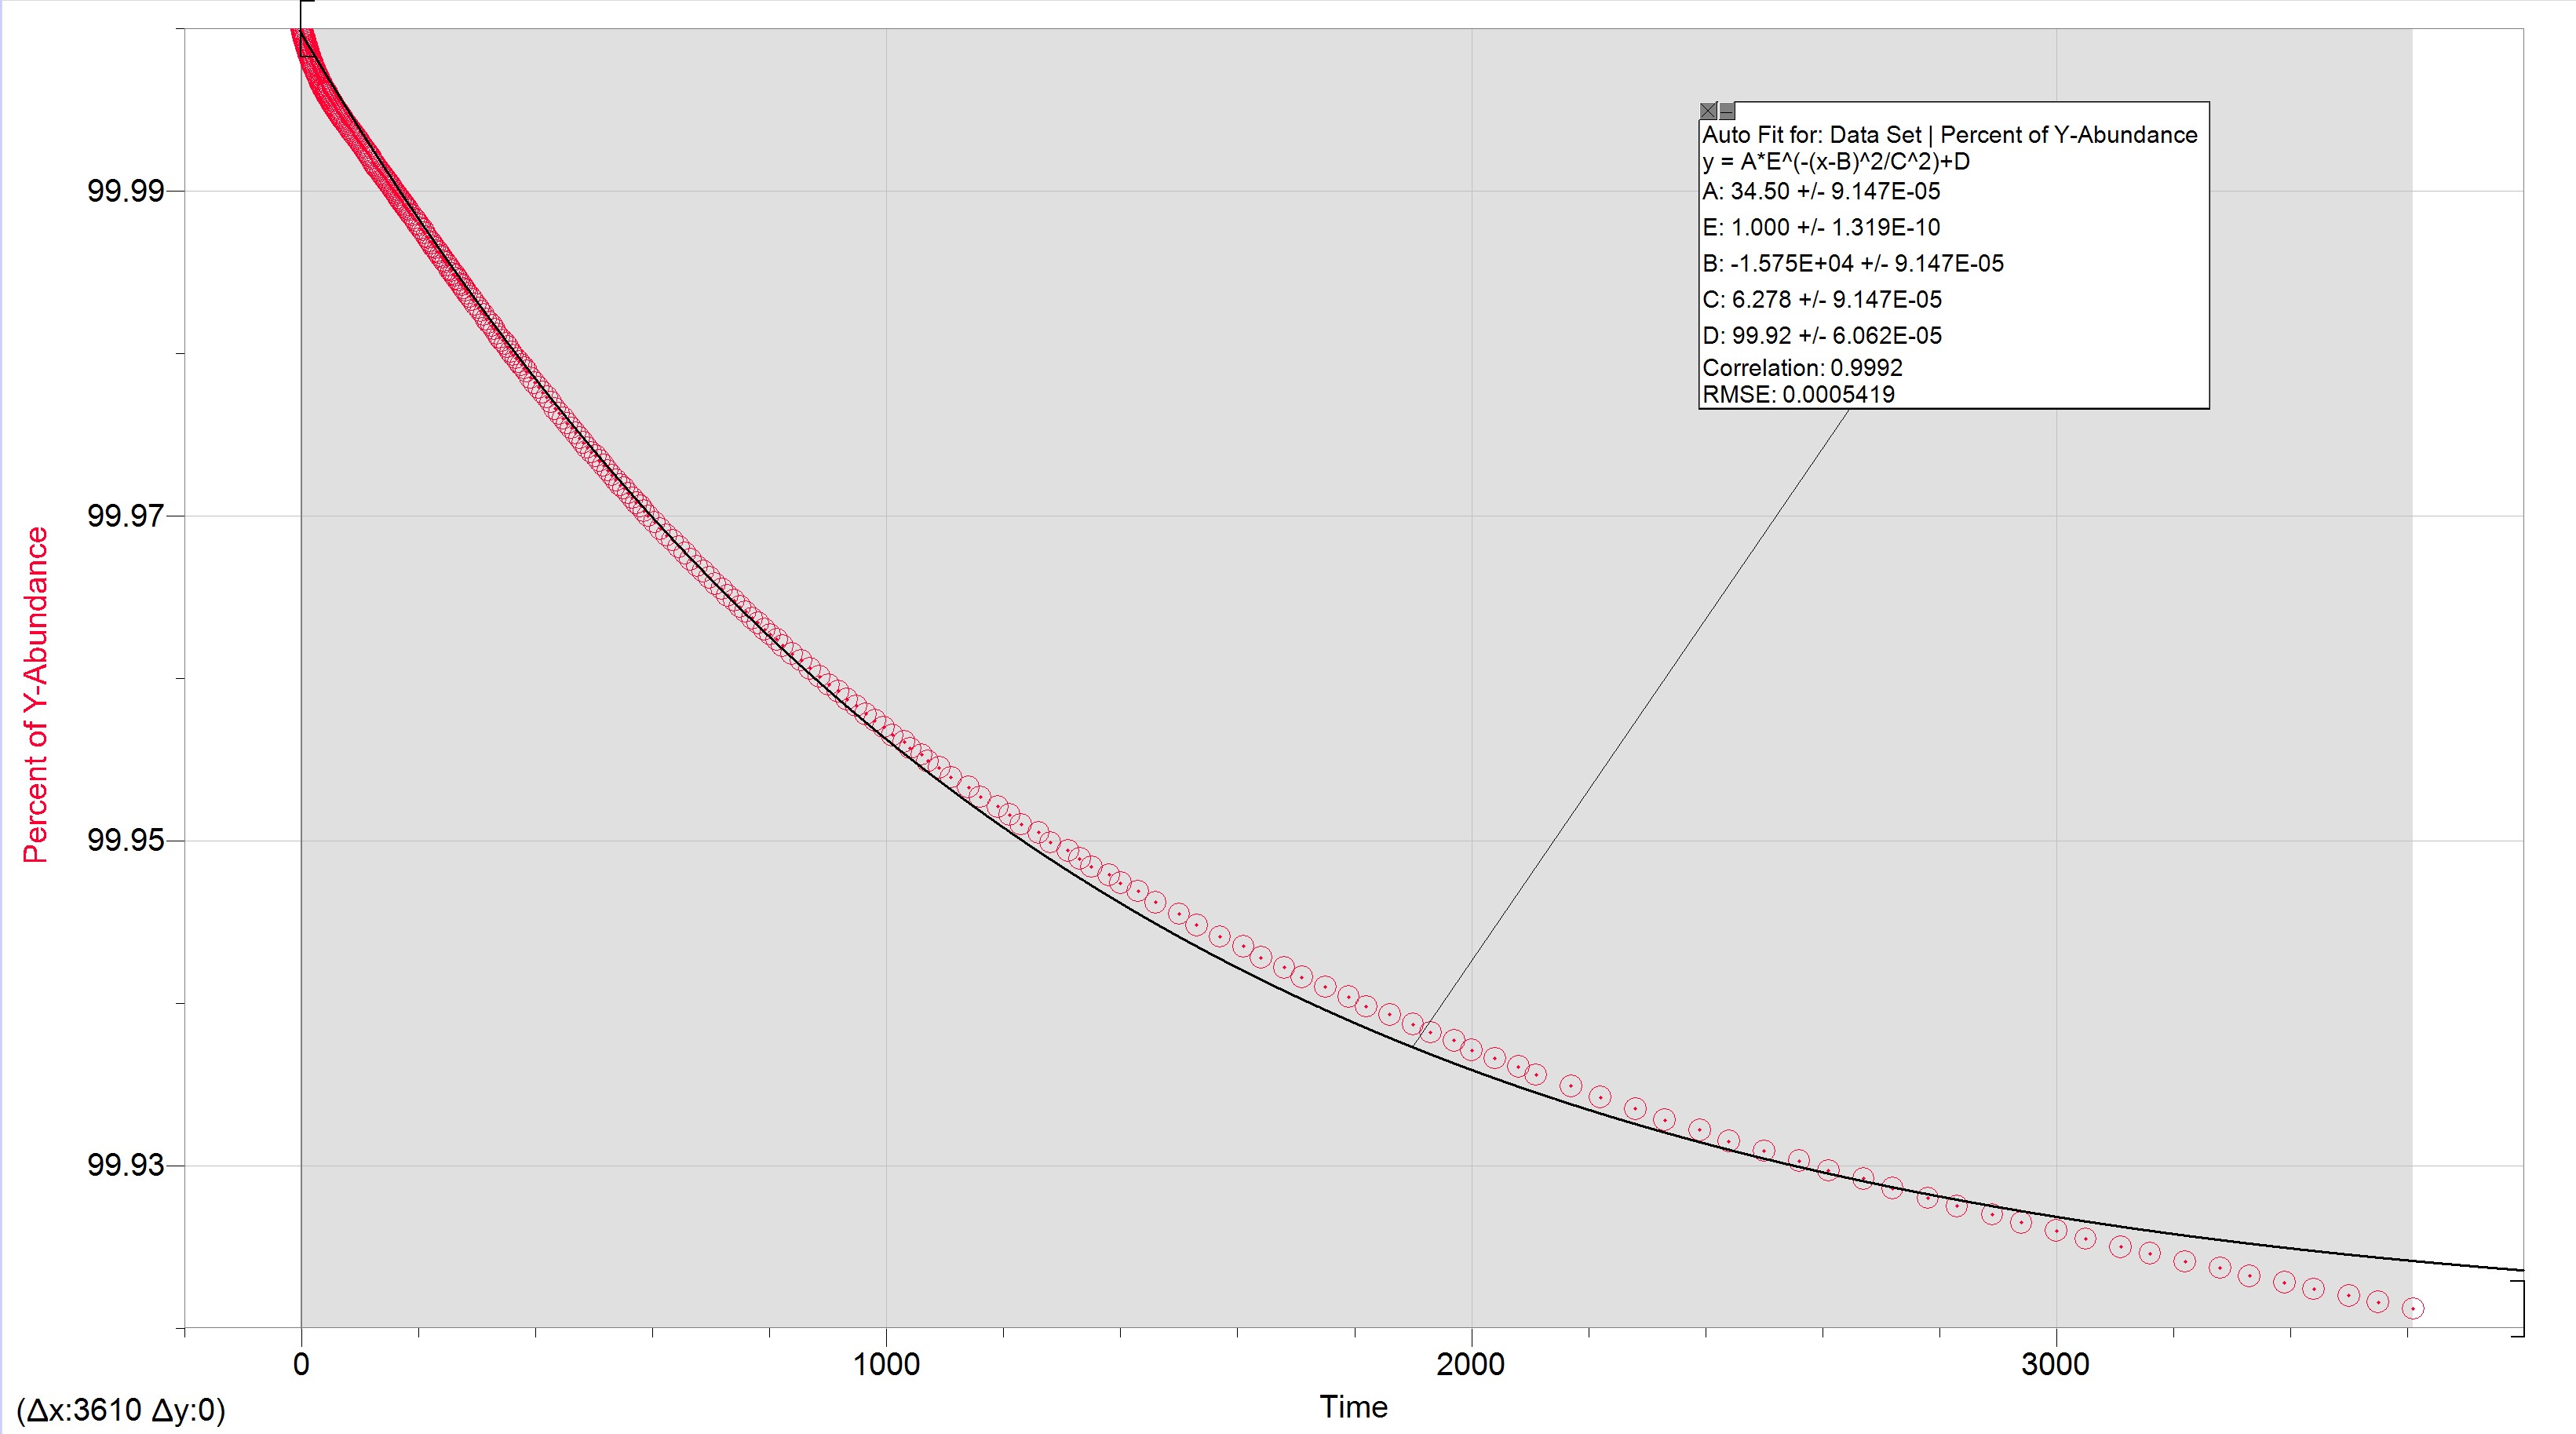 Auto Fit for: Data Set | Percent of Y-Abundance
y = A*E^(-(x-B)^2/C^2)+D
A: 34.50 +/- 9.147E-05
E: 1.000 +/- 1.319E-10
B: -1.575E+04 +/- 9.147E-05
C: 6.278 +/- 9.147E-05
D: 99.92 +/- 6.062E-05
Correlation: 0.9992
RMSE: 0.0005419
99.99
99.97
99.95
99.93
Percent of Y-Abundance
0 1000 2000 3000
Time
(Δx:3610 Δy:0)